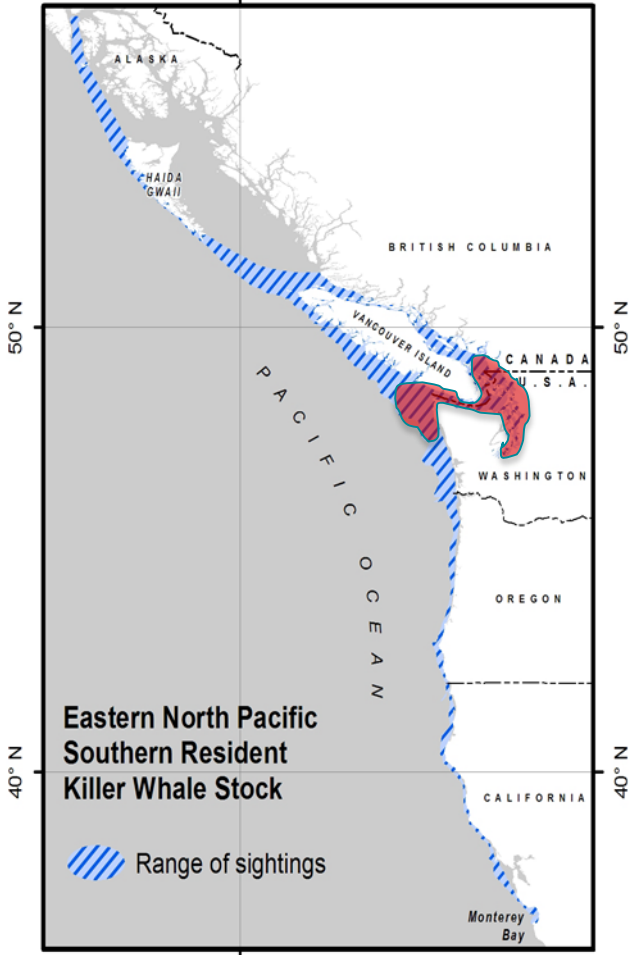 ALASKA
HAIDA
GWAII
BRITISH COLUMBIA
50° N
50° N
VANCOUVER ISLAND
CANADA
U.S.A.
PACIFIC OCEAN
WASHINGTON
OREGON
Eastern North Pacific
Southern Resident
Killer Whale Stock
40° N
40° N
CALIFORNIA
Range of sightings
Monterey
Bay